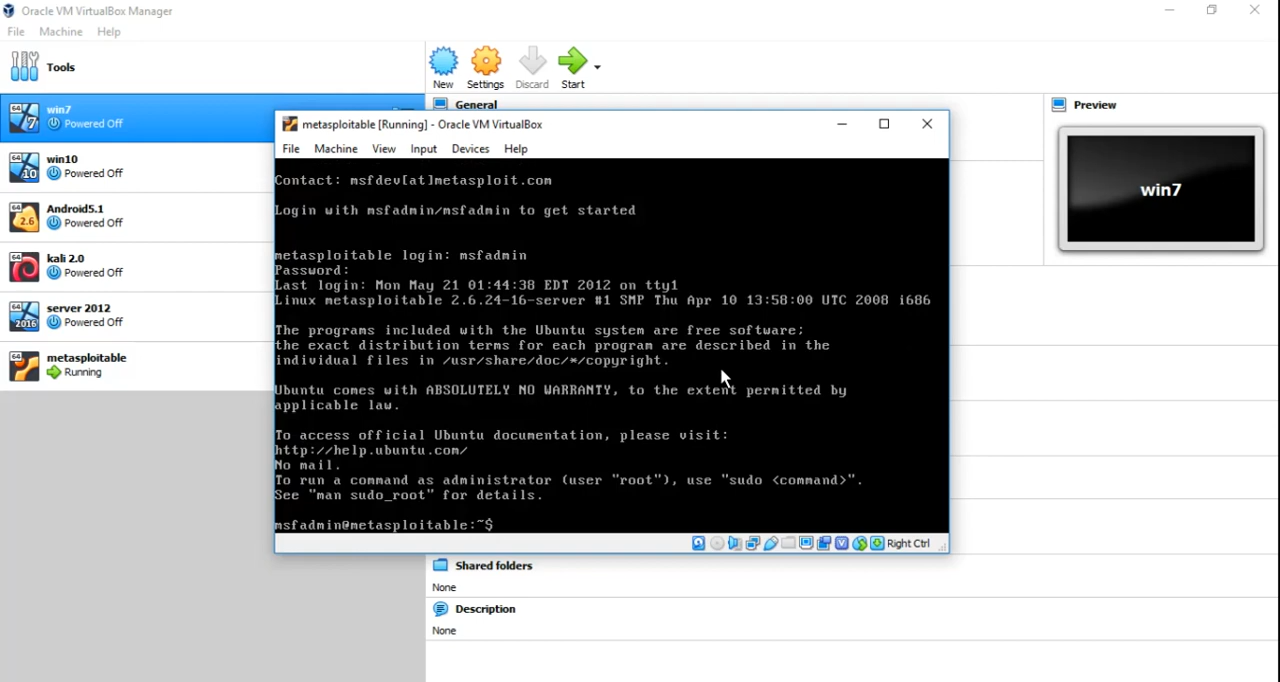 Oracle VM VirtualBox Manager
File Machine Help
Tools
New Settings Discard Start
win7
Powered Off
win10
Powered Off
Android5.1
Powered Off
kali 2.0
Powered Off
server 2012
Powered Off
metasploitable
Running
General
Preview
win7
metasploitable [Running] - Oracle VM VirtualBox
File Machine View Input Devices Help
Contact: msfdev[at]metasploit.com
Login with msfadmin/msfadmin to get started
metasploitable login: msfadmin
Password:
Last login: Mon May 21 01:44:38 EDT 2012 on tty1
Linux metasploitable 2.6.24-16-server #1 SMP Thu Apr 10 13:58:00 UTC 2008 i686
The programs included with the Ubuntu system are free software;
the exact distribution terms for each program are described in the
individual files in /usr/share/doc/*/copyright.
Ubuntu comes with ABSOLUTELY NO WARRANTY, to the extent permitted by
applicable law.
To access official Ubuntu documentation, please visit:
http://help.ubuntu.com/
No mail.
To run a command as administrator (user "root"), use "sudo <command>".
See "man sudo_root" for details.
msfadmin@metasploitable:~$
Right Ctrl
Shared folders
None
Description
None